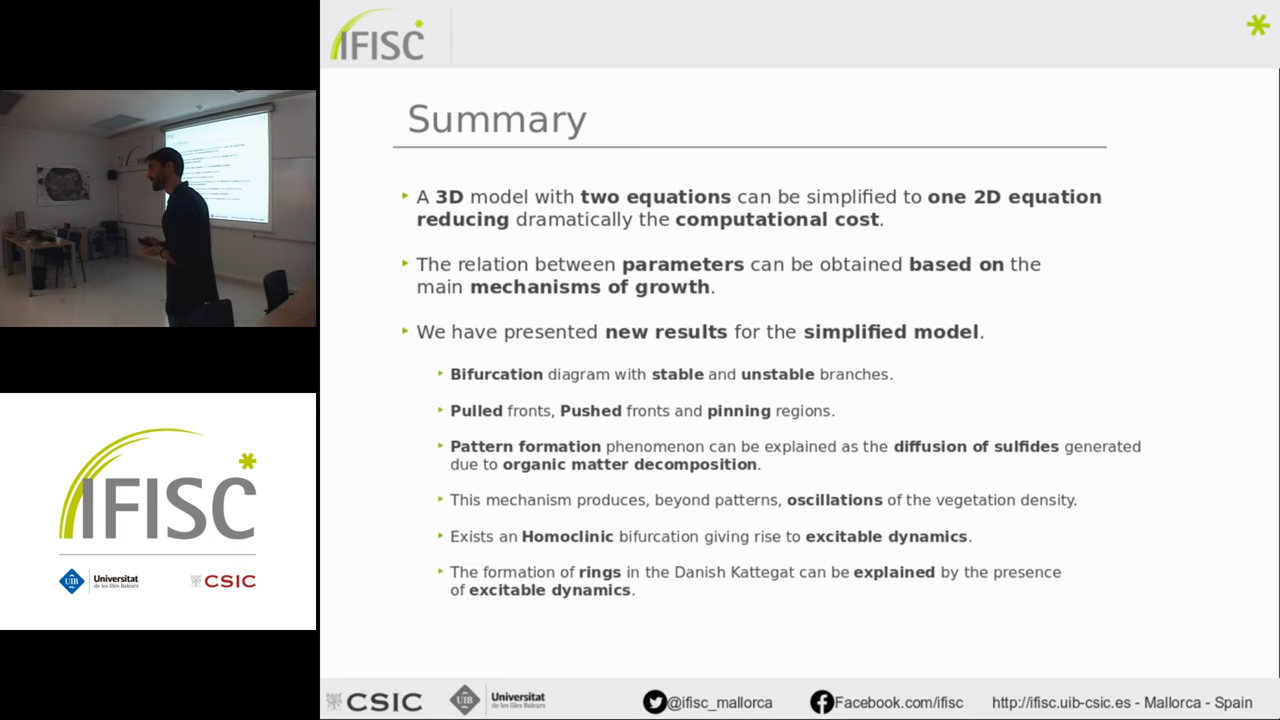 IFISC
Summary
A 3D model with two equations can be simplified to one 2D equation
reducing dramatically the computational cost.
The relation between parameters can be obtained based on the
main mechanisms of growth.
We have presented new results for the simplified model.
Bifurcation diagram with stable and unstable branches.
Pulled fronts, Pushed fronts and pinning regions.
Pattern formation phenomenon can be explained as the diffusion of sulfides generated
due to organic matter decomposition.
This mechanism produces, beyond patterns, oscillations of the vegetation density.
Exists an Homoclinic bifurcation giving rise to excitable dynamics.
The formation of rings in the Danish Kattegat can be explained by the presence
of excitable dynamics.
IFISC
UIB Universitat
de les Illes Balears
CSIC
CSIC
UIB Universitat
de les Illes Balears
@ifisc_mallorca
Facebook.com/ifisc
http://ifisc.uib-csic.es - Mallorca - Spain